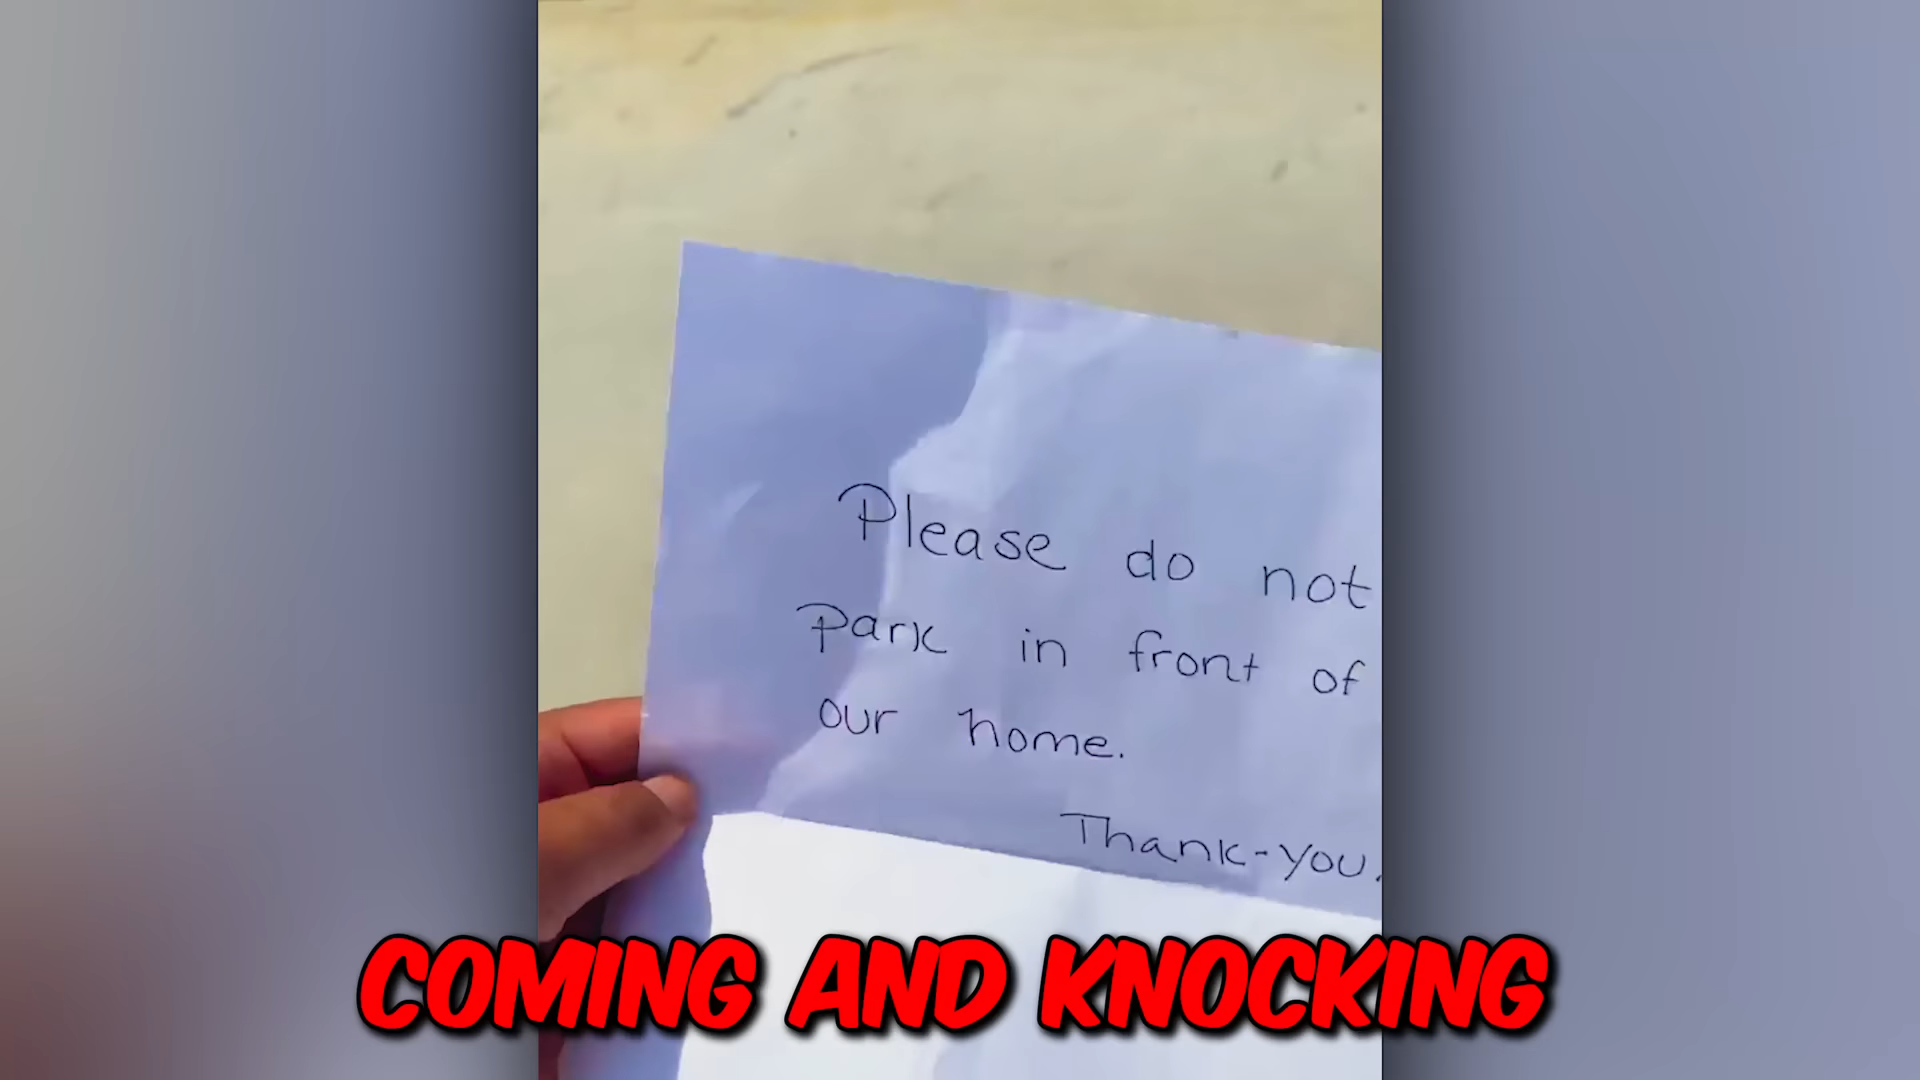 Please do not
park in front of
our home.
Thank-you.
COMING AND KNOCKING